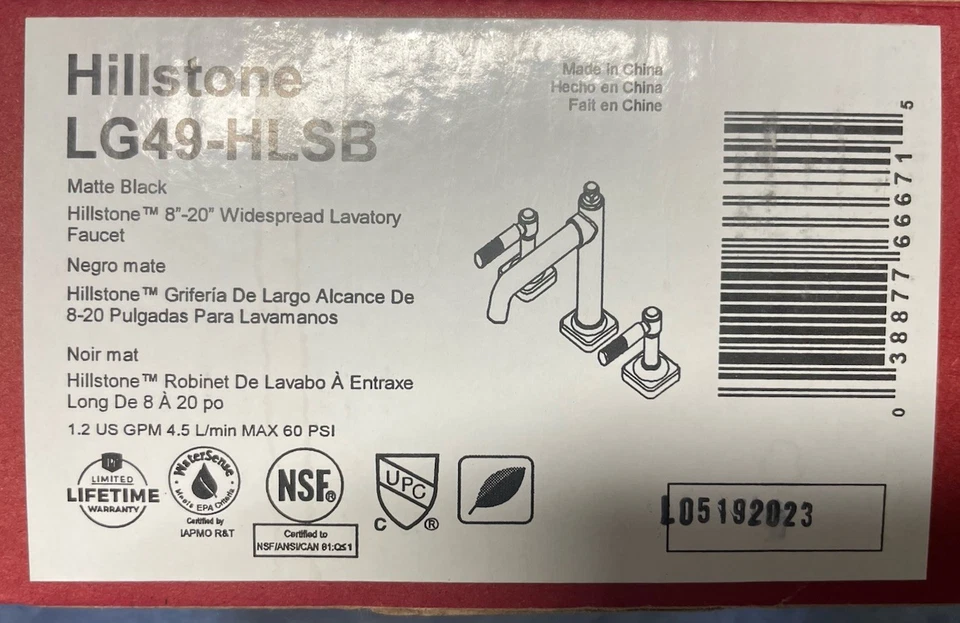 Hillstone
LG49-HLSB
Made in China
Hecho en China
Fait en Chine
Matte Black
Hillstone™ 8"-20" Widespread Lavatory
Faucet
Negro mate
Hillstone™ Grifería De Largo Alcance De
8-20 Pulgadas Para Lavamanos
Noir mat
Hillstone™ Robinet De Lavabo À Entraxe
Long De 8 À 20 po
1.2 US GPM 4.5 L/min MAX 60 PSI
LIMITED
LIFETIME
WARRANTY
WaterSense
Meets EPA Criteria
Certified by
IAPMO R&T
NSF®
Certified to
NSF/ANSI/CAN 61:Q≤1
UPC
C ®
0 38877 66671 5
L05192023